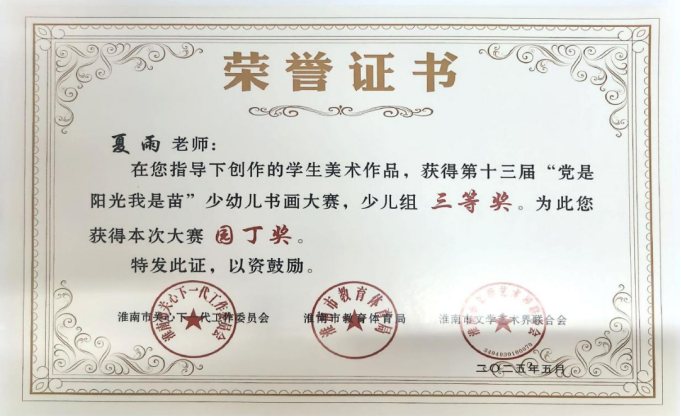 荣誉证书
夏雨老师：
在您指导下创作的学生美术作品，获得第十三届“党是
阳光我是苗”少幼儿书画大赛，少儿组 三等奖。为此您
获得本次大赛 园丁奖。
特发此证，以资鼓励。
淮南市关心下一代工作委员会 淮南市教育体育局 淮南市文学艺术界联合会
二〇二五年五月